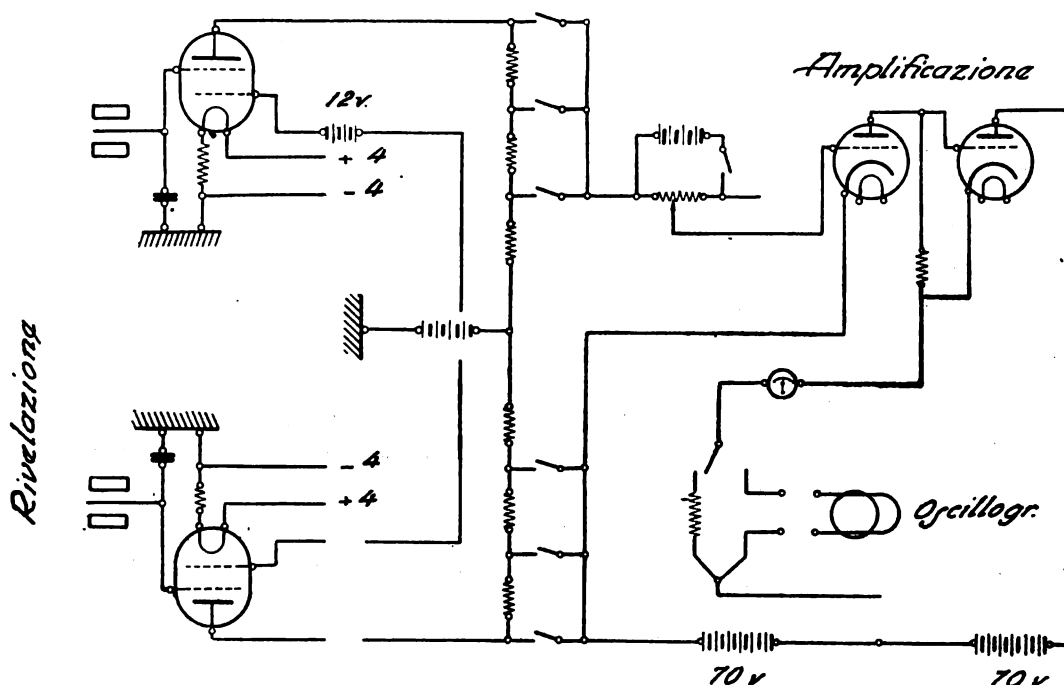 Amplificazione
12v.
+ 4
- 4
Rivelazione
- 4
+ 4
Oscillogr.
70 v
70 v